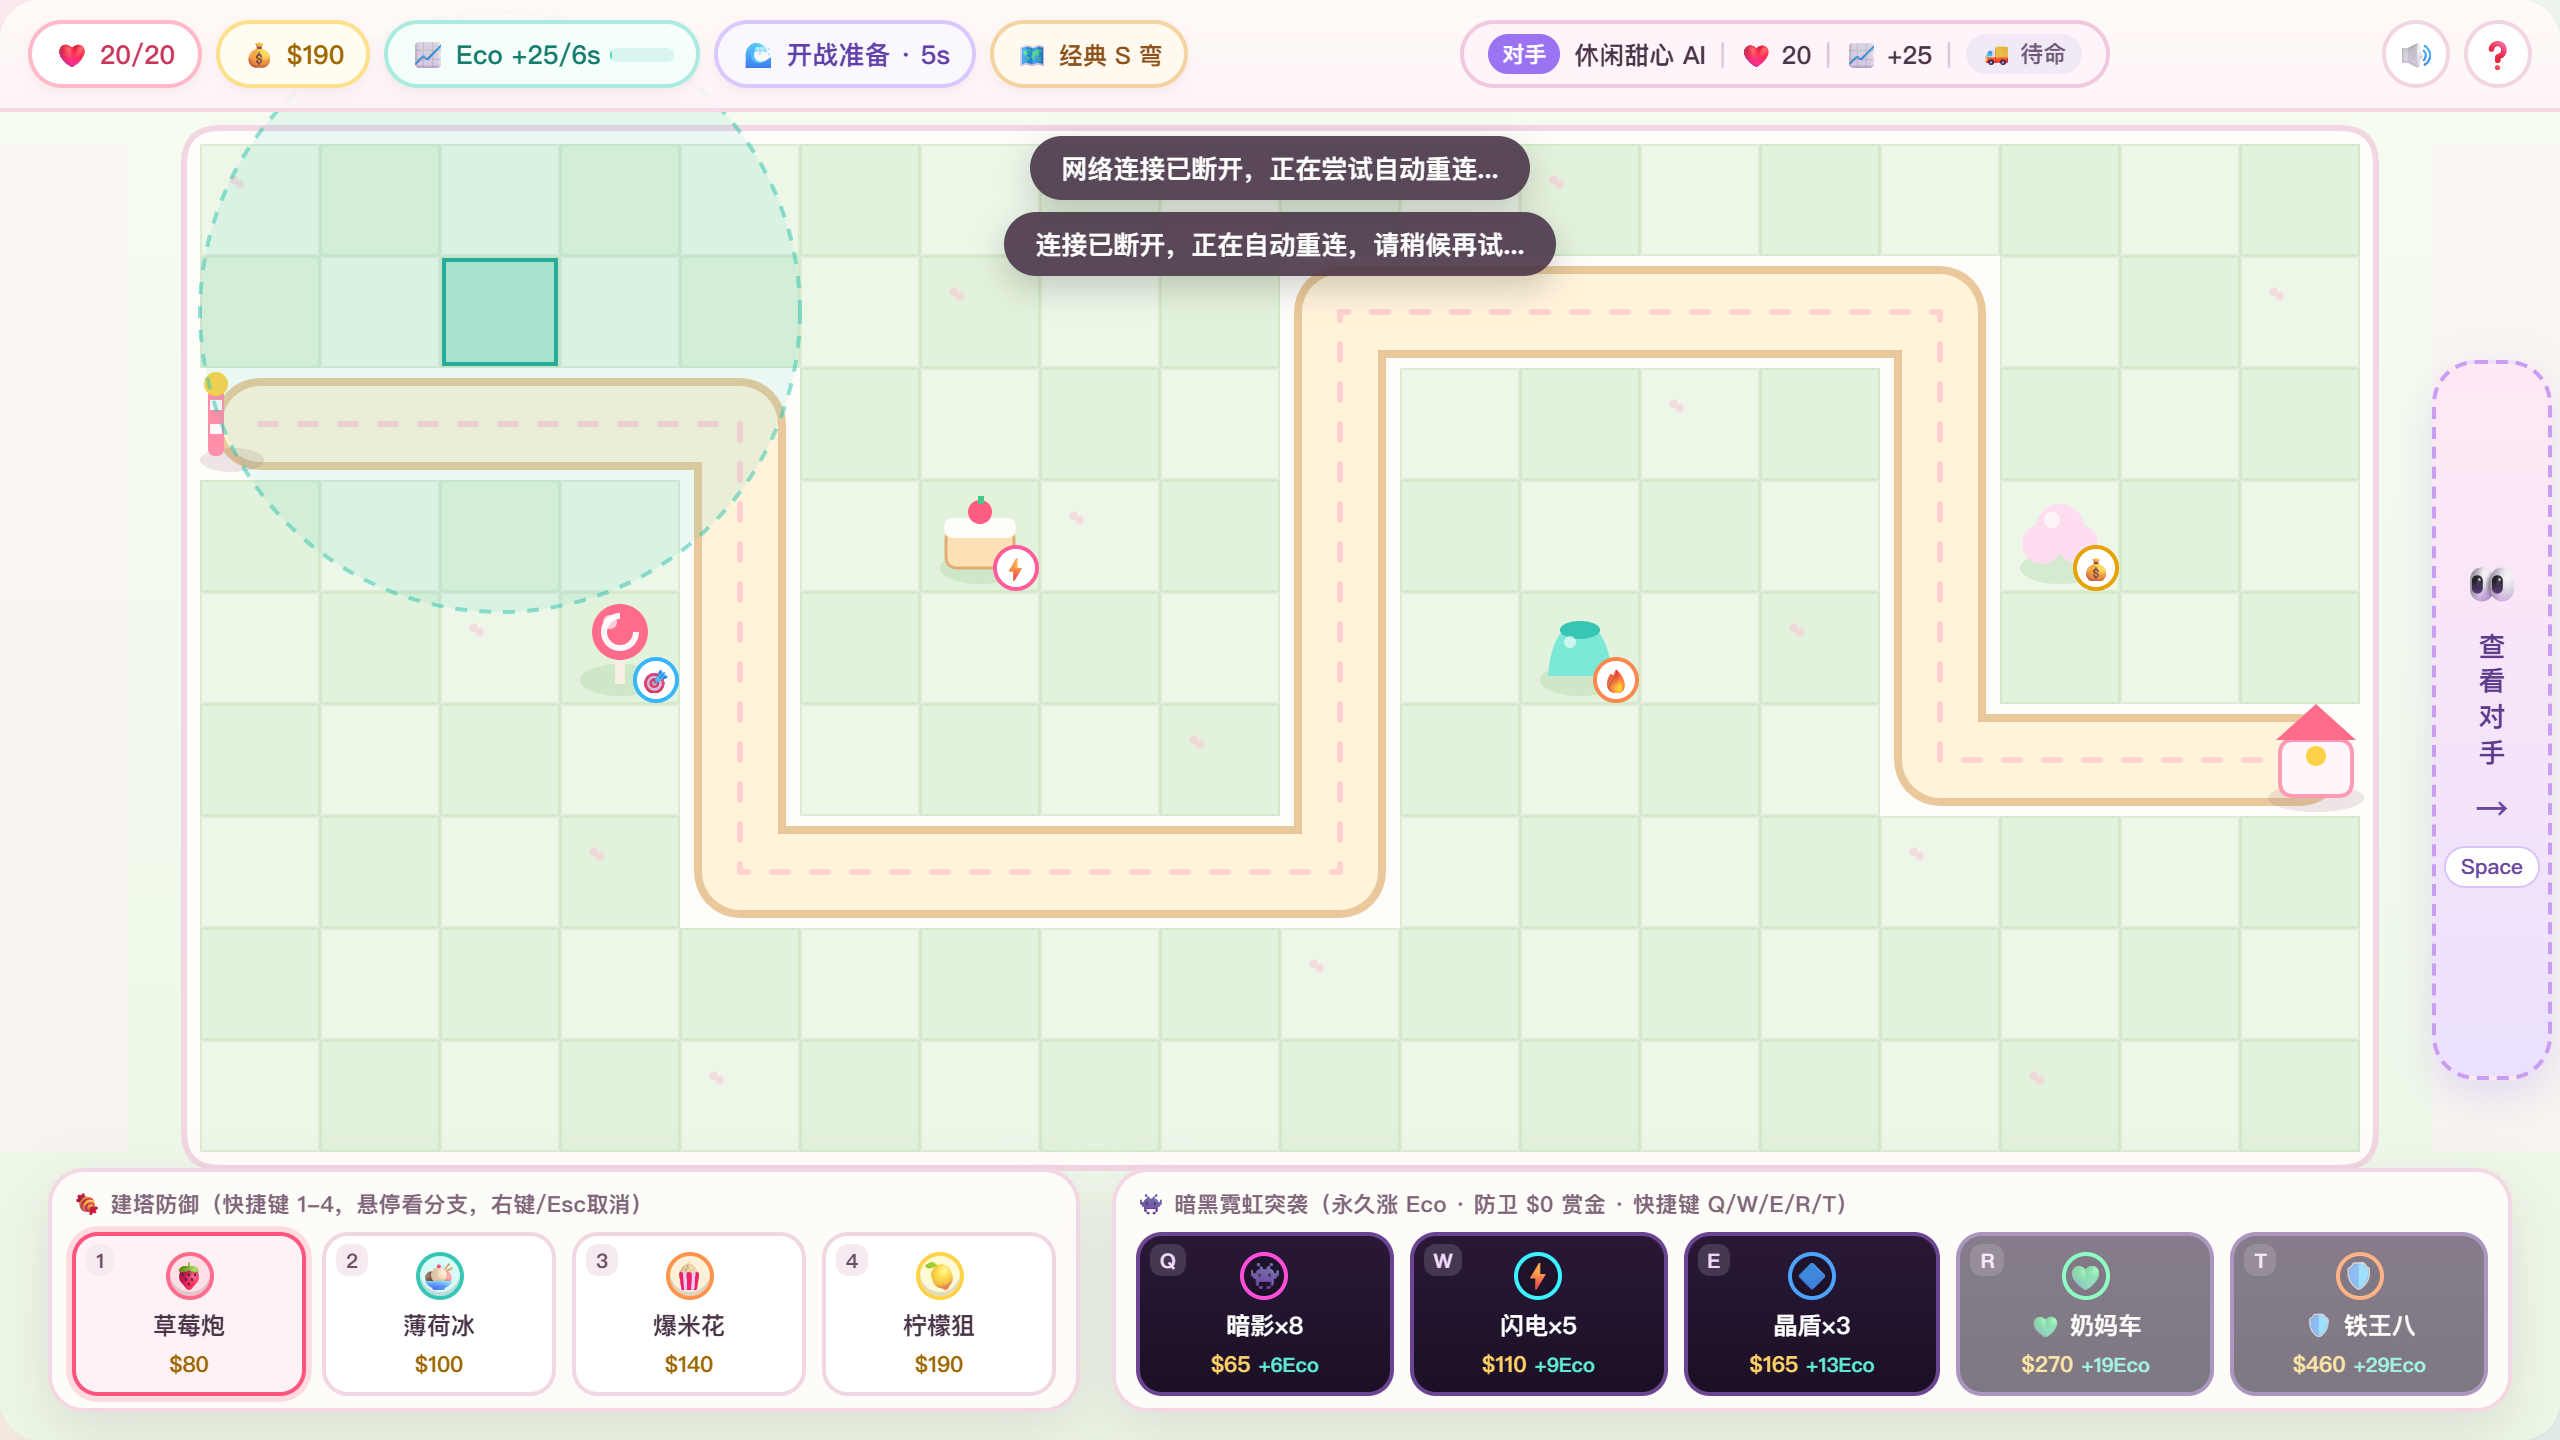 20/20
$190
Eco +25/6s
开战准备 · 5s
经典 S 弯
对手 休闲甜心 AI | 20 | +25 | 待命
网络连接已断开，正在尝试自动重连...
连接已断开，正在自动重连，请稍候再试...
查看对手
→
Space
建塔防御（快捷键 1–4，悬停看分支，右键/Esc取消）
1
草莓炮
$80
2
薄荷冰
$100
3
爆米花
$140
4
柠檬狙
$190
暗黑霓虹突袭（永久涨 Eco · 防卫 $0 赏金 · 快捷键 Q/W/E/R/T）
Q
暗影×8
$65 +6Eco
W
闪电×5
$110 +9Eco
E
晶盾×3
$165 +13Eco
R
奶妈车
$270 +19Eco
T
铁王八
$460 +29Eco